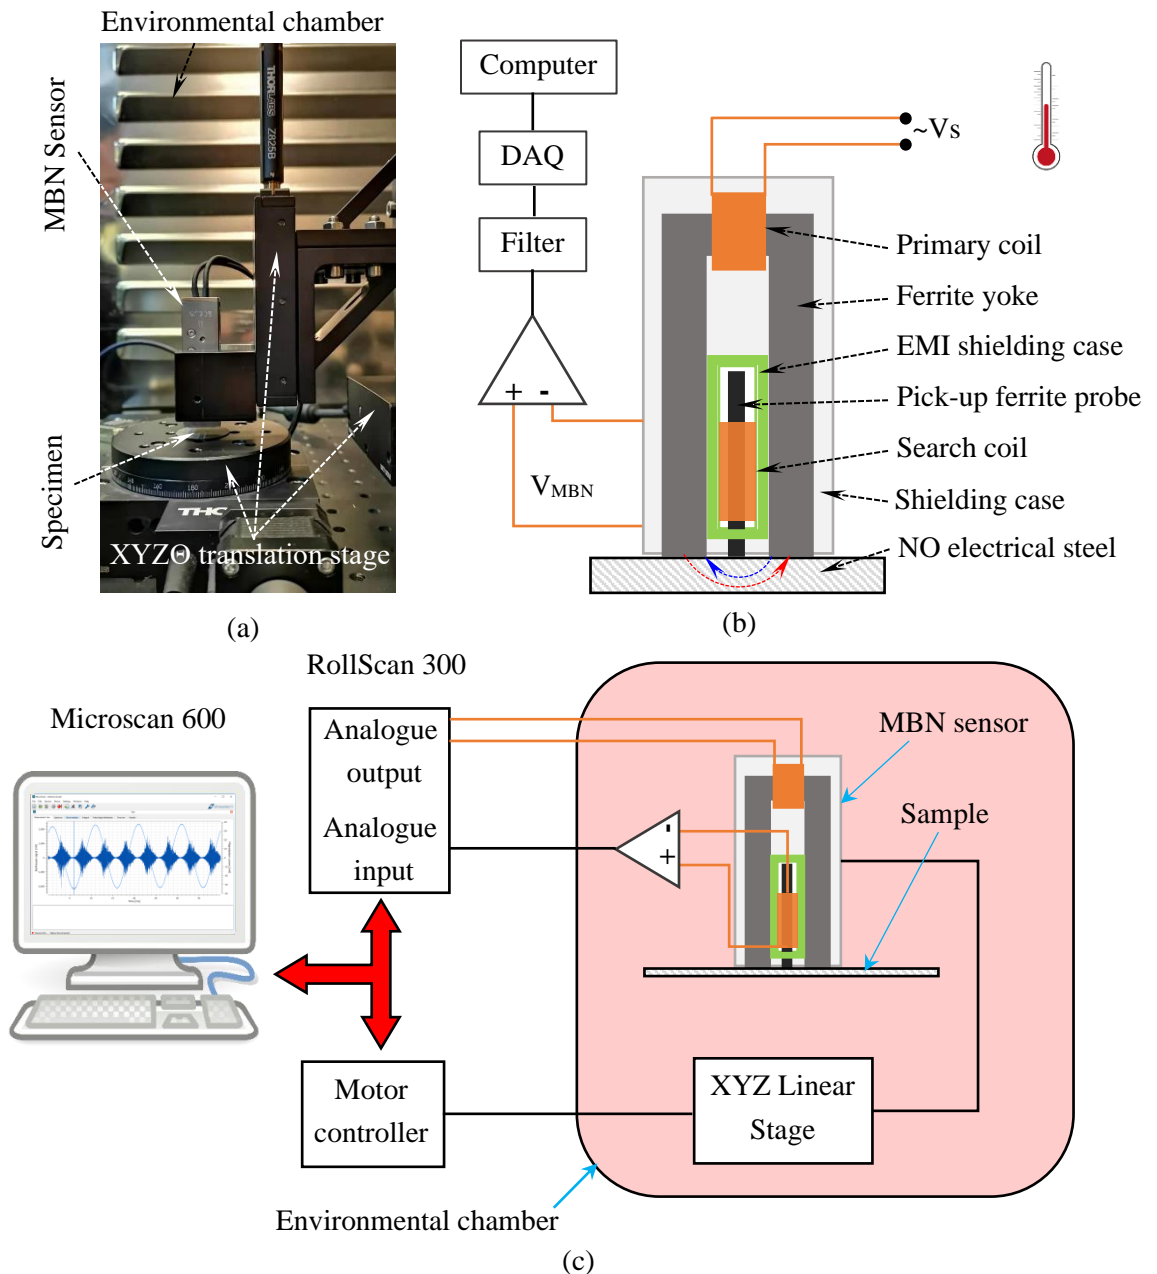 Environmental chamber
MBN Sensor
THORLABS Z825B
Specimen
THC
XYZΘ translation stage
(a)
Computer
DAQ
Filter
+ -
VMBN
~Vs
Primary coil
Ferrite yoke
EMI shielding case
Pick-up ferrite probe
Search coil
Shielding case
NO electrical steel
(b)
Microscan 600
RollScan 300
Analogue
output
Analogue
input
Motor
controller
-
+
MBN sensor
Sample
XYZ Linear
Stage
Environmental chamber
(c)